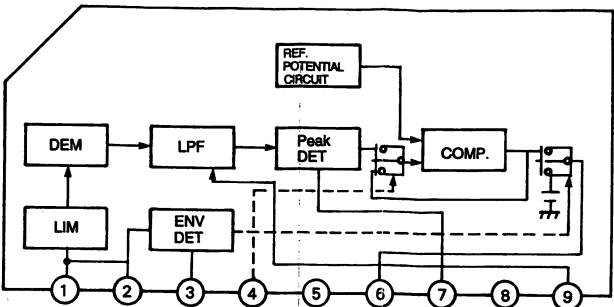 REF.
POTENTIAL
CIRCUIT
DEM
LPF
Peak
DET
COMP.
LIM
ENV
DET
1 2 3 4 5 6 7 8 9